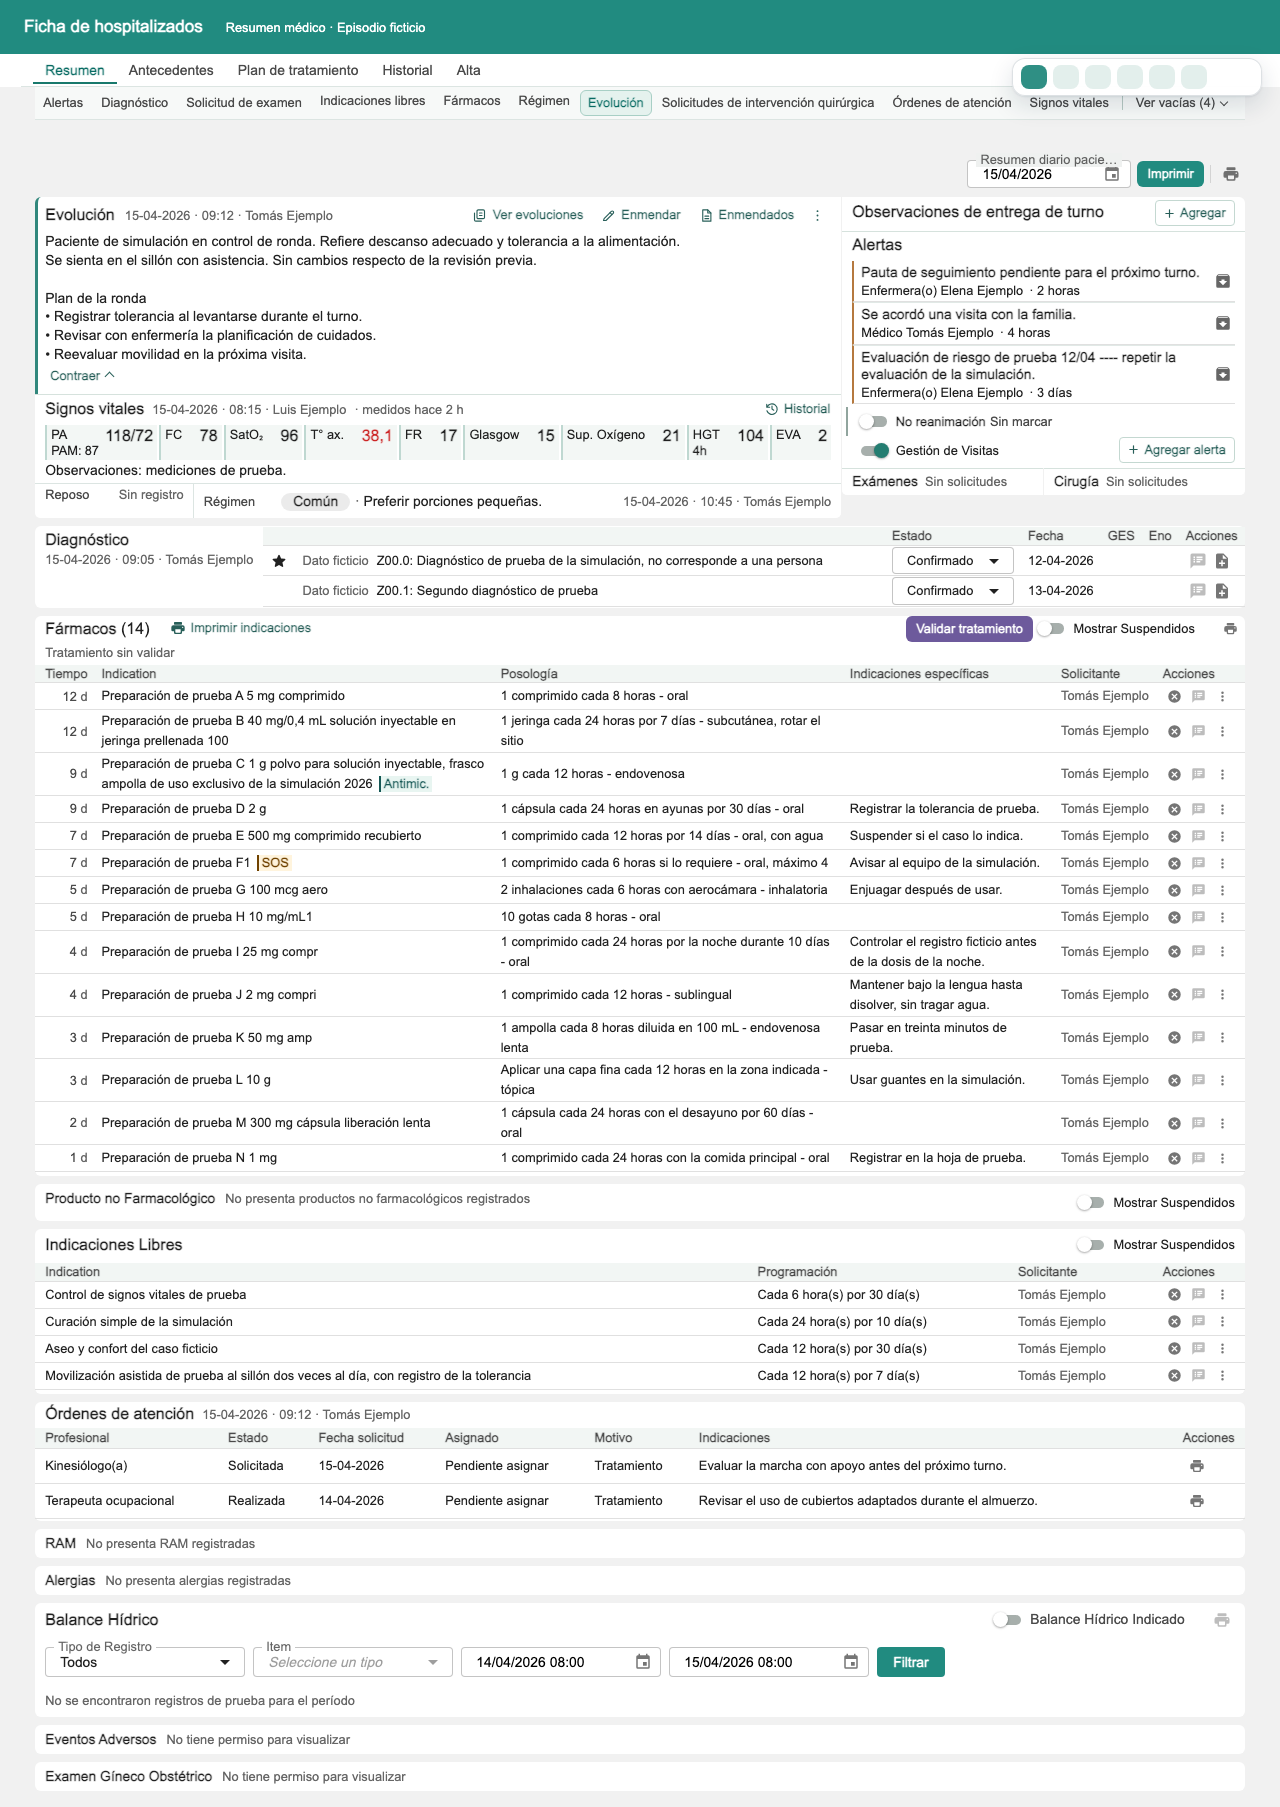 Ficha de hospitalizados Resumen médico · Episodio ficticio
Resumen Antecedentes Plan de tratamiento Historial Alta
Alertas Diagnóstico Solicitud de examen Indicaciones libres Fármacos Régimen Evolución Solicitudes de intervención quirúrgica Órdenes de atención Signos vitales Ver vacías (4)
Resumen diario pacie...
15/04/2026 Imprimir
Evolución 15-04-2026 · 09:12 · Tomás Ejemplo Ver evoluciones Enmendar Enmendados
Paciente de simulación en control de ronda. Refiere descanso adecuado y tolerancia a la alimentación.
Se sienta en el sillón con asistencia. Sin cambios respecto de la revisión previa.
Plan de la ronda
• Registrar tolerancia al levantarse durante el turno.
• Revisar con enfermería la planificación de cuidados.
• Reevaluar movilidad en la próxima visita.
Contraer
Signos vitales 15-04-2026 · 08:15 · Luis Ejemplo · medidos hace 2 h Historial
PA 118/72 FC 78 SatO₂ 96 T° ax. 38,1 FR 17 Glasgow 15 Sup. Oxígeno 21 HGT 104 EVA 2
PAM: 87 4h
Observaciones: mediciones de prueba.
Reposo Sin registro Régimen Común · Preferir porciones pequeñas. 15-04-2026 · 10:45 · Tomás Ejemplo
Observaciones de entrega de turno + Agregar
Alertas
Pauta de seguimiento pendiente para el próximo turno.
Enfermera(o) Elena Ejemplo · 2 horas
Se acordó una visita con la familia.
Médico Tomás Ejemplo · 4 horas
Evaluación de riesgo de prueba 12/04 ---- repetir la
evaluación de la simulación.
Enfermera(o) Elena Ejemplo · 3 días
No reanimación Sin marcar
Gestión de Visitas + Agregar alerta
Exámenes Sin solicitudes Cirugía Sin solicitudes
Diagnóstico Estado Fecha GES Eno Acciones
15-04-2026 · 09:05 · Tomás Ejemplo
Dato ficticio Z00.0: Diagnóstico de prueba de la simulación, no corresponde a una persona Confirmado 12-04-2026
Dato ficticio Z00.1: Segundo diagnóstico de prueba Confirmado 13-04-2026
Fármacos (14) Imprimir indicaciones Validar tratamiento Mostrar Suspendidos
Tratamiento sin validar
Tiempo Indication Posología Indicaciones específicas Solicitante Acciones
12 d Preparación de prueba A 5 mg comprimido 1 comprimido cada 8 horas - oral Tomás Ejemplo
12 d Preparación de prueba B 40 mg/0,4 mL solución inyectable en jeringa prellenada 100 1 jeringa cada 24 horas por 7 días - subcutánea, rotar el sitio Tomás Ejemplo
9 d Preparación de prueba C 1 g polvo para solución inyectable, frasco ampolla de uso exclusivo de la simulación 2026 Antimic. 1 g cada 12 horas - endovenosa Tomás Ejemplo
9 d Preparación de prueba D 2 g 1 cápsula cada 24 horas en ayunas por 30 días - oral Registrar la tolerancia de prueba. Tomás Ejemplo
7 d Preparación de prueba E 500 mg comprimido recubierto 1 comprimido cada 12 horas por 14 días - oral, con agua Suspender si el caso lo indica. Tomás Ejemplo
7 d Preparación de prueba F1 SOS 1 comprimido cada 6 horas si lo requiere - oral, máximo 4 Avisar al equipo de la simulación. Tomás Ejemplo
5 d Preparación de prueba G 100 mcg aero 2 inhalaciones cada 6 horas con aerocámara - inhalatoria Enjuagar después de usar. Tomás Ejemplo
5 d Preparación de prueba H 10 mg/mL1 10 gotas cada 8 horas - oral Tomás Ejemplo
4 d Preparación de prueba I 25 mg compr 1 comprimido cada 24 horas por la noche durante 10 días - oral Controlar el registro ficticio antes de la dosis de la noche. Tomás Ejemplo
4 d Preparación de prueba J 2 mg compri 1 comprimido cada 12 horas - sublingual Mantener bajo la lengua hasta disolver, sin tragar agua. Tomás Ejemplo
3 d Preparación de prueba K 50 mg amp 1 ampolla cada 8 horas diluida en 100 mL - endovenosa lenta Pasar en treinta minutos de prueba. Tomás Ejemplo
3 d Preparación de prueba L 10 g Aplicar una capa fina cada 12 horas en la zona indicada - tópica Usar guantes en la simulación. Tomás Ejemplo
2 d Preparación de prueba M 300 mg cápsula liberación lenta 1 cápsula cada 24 horas con el desayuno por 60 días - oral Tomás Ejemplo
1 d Preparación de prueba N 1 mg 1 comprimido cada 24 horas con la comida principal - oral Registrar en la hoja de prueba. Tomás Ejemplo
Producto no Farmacológico No presenta productos no farmacológicos registrados Mostrar Suspendidos
Indicaciones Libres Mostrar Suspendidos
Indication Programación Solicitante Acciones
Control de signos vitales de prueba Cada 6 hora(s) por 30 día(s) Tomás Ejemplo
Curación simple de la simulación Cada 24 hora(s) por 10 día(s) Tomás Ejemplo
Aseo y confort del caso ficticio Cada 12 hora(s) por 30 día(s) Tomás Ejemplo
Movilización asistida de prueba al sillón dos veces al día, con registro de la tolerancia Cada 12 hora(s) por 7 día(s) Tomás Ejemplo
Órdenes de atención 15-04-2026 · 09:12 · Tomás Ejemplo
Profesional Estado Fecha solicitud Asignado Motivo Indicaciones Acciones
Kinesiólogo(a) Solicitada 15-04-2026 Pendiente asignar Tratamiento Evaluar la marcha con apoyo antes del próximo turno.
Terapeuta ocupacional Realizada 14-04-2026 Pendiente asignar Tratamiento Revisar el uso de cubiertos adaptados durante el almuerzo.
RAM No presenta RAM registradas
Alergias No presenta alergias registradas
Balance Hídrico Balance Hídrico Indicado
Tipo de Registro Item
Todos Seleccione un tipo 14/04/2026 08:00 15/04/2026 08:00 Filtrar
No se encontraron registros de prueba para el período
Eventos Adversos No tiene permiso para visualizar
Examen Gíneco Obstétrico No tiene permiso para visualizar